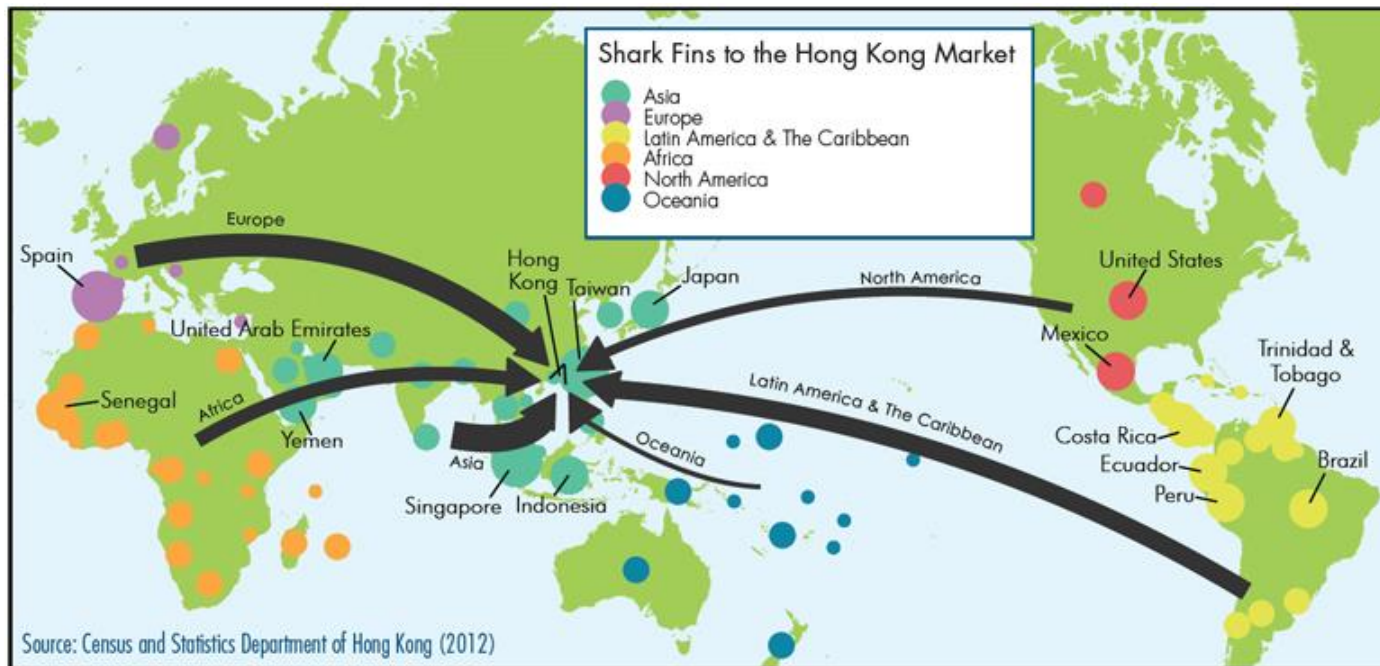 Shark Fins to the Hong Kong Market
Asia
Europe
Latin America & The Caribbean
Africa
North America
Oceania
Europe
Spain
Hong
Kong
Taiwan
Japan
North America
United States
Mexico
United Arab Emirates
Trinidad &
Tobago
Senegal
Africa
Yemen
Latin America & The Caribbean
Costa Rica
Oceania
Asia
Ecuador
Brazil
Peru
Singapore
Indonesia
Source: Census and Statistics Department of Hong Kong (2012)